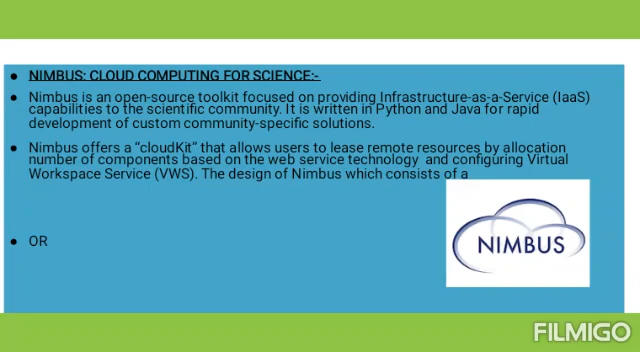 NIMBUS: CLOUD COMPUTING FOR SCIENCE:-
Nimbus is an open-source toolkit focused on providing Infrastructure-as-a-Service (IaaS)
capabilities to the scientific community. It is written in Python and Java for rapid
development of custom community-specific solutions.
Nimbus offers a “cloudKit” that allows users to lease remote resources by allocation
number of components based on the web service technology and configuring Virtual
Workspace Service (VWS). The design of Nimbus which consists of a
NIMBUS
OR
FILMIGO